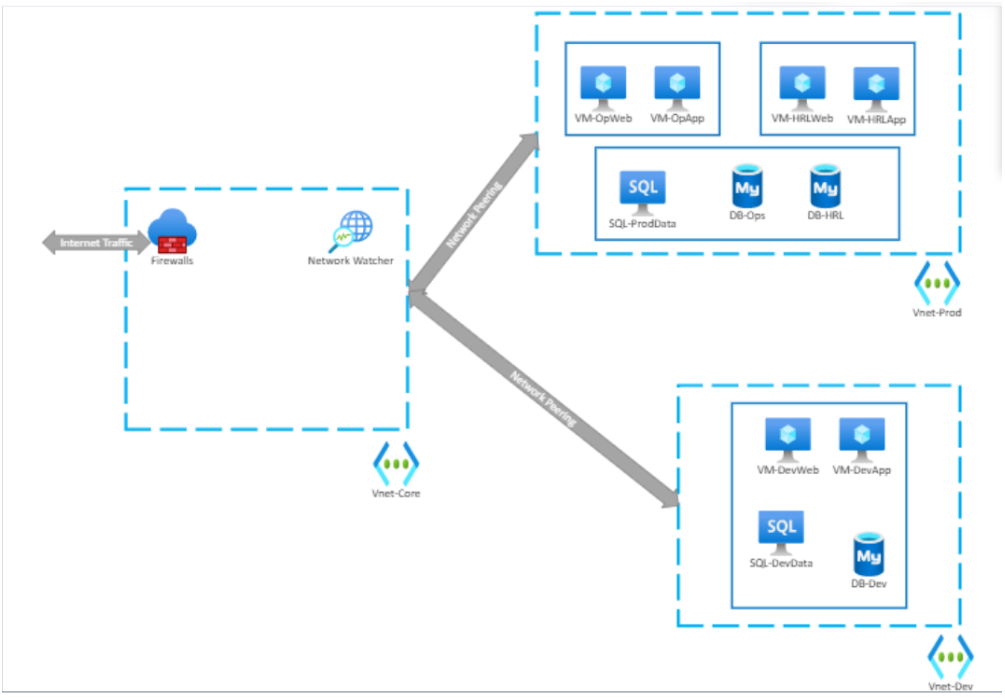 VM-OpWeb
VM-OpApp
VM-HRLWeb
VM-HRLApp
SQL
My
My
SQL-ProdData
DB-Ops
DB-HRL
Vnet-Prod
Network Peering
Internet Traffic
Firewalls
Network Watcher
Vnet-Core
Network Peering
VM-DevWeb
VM-DevApp
SQL
SQL-DevData
My
DB-Dev
Vnet-Dev